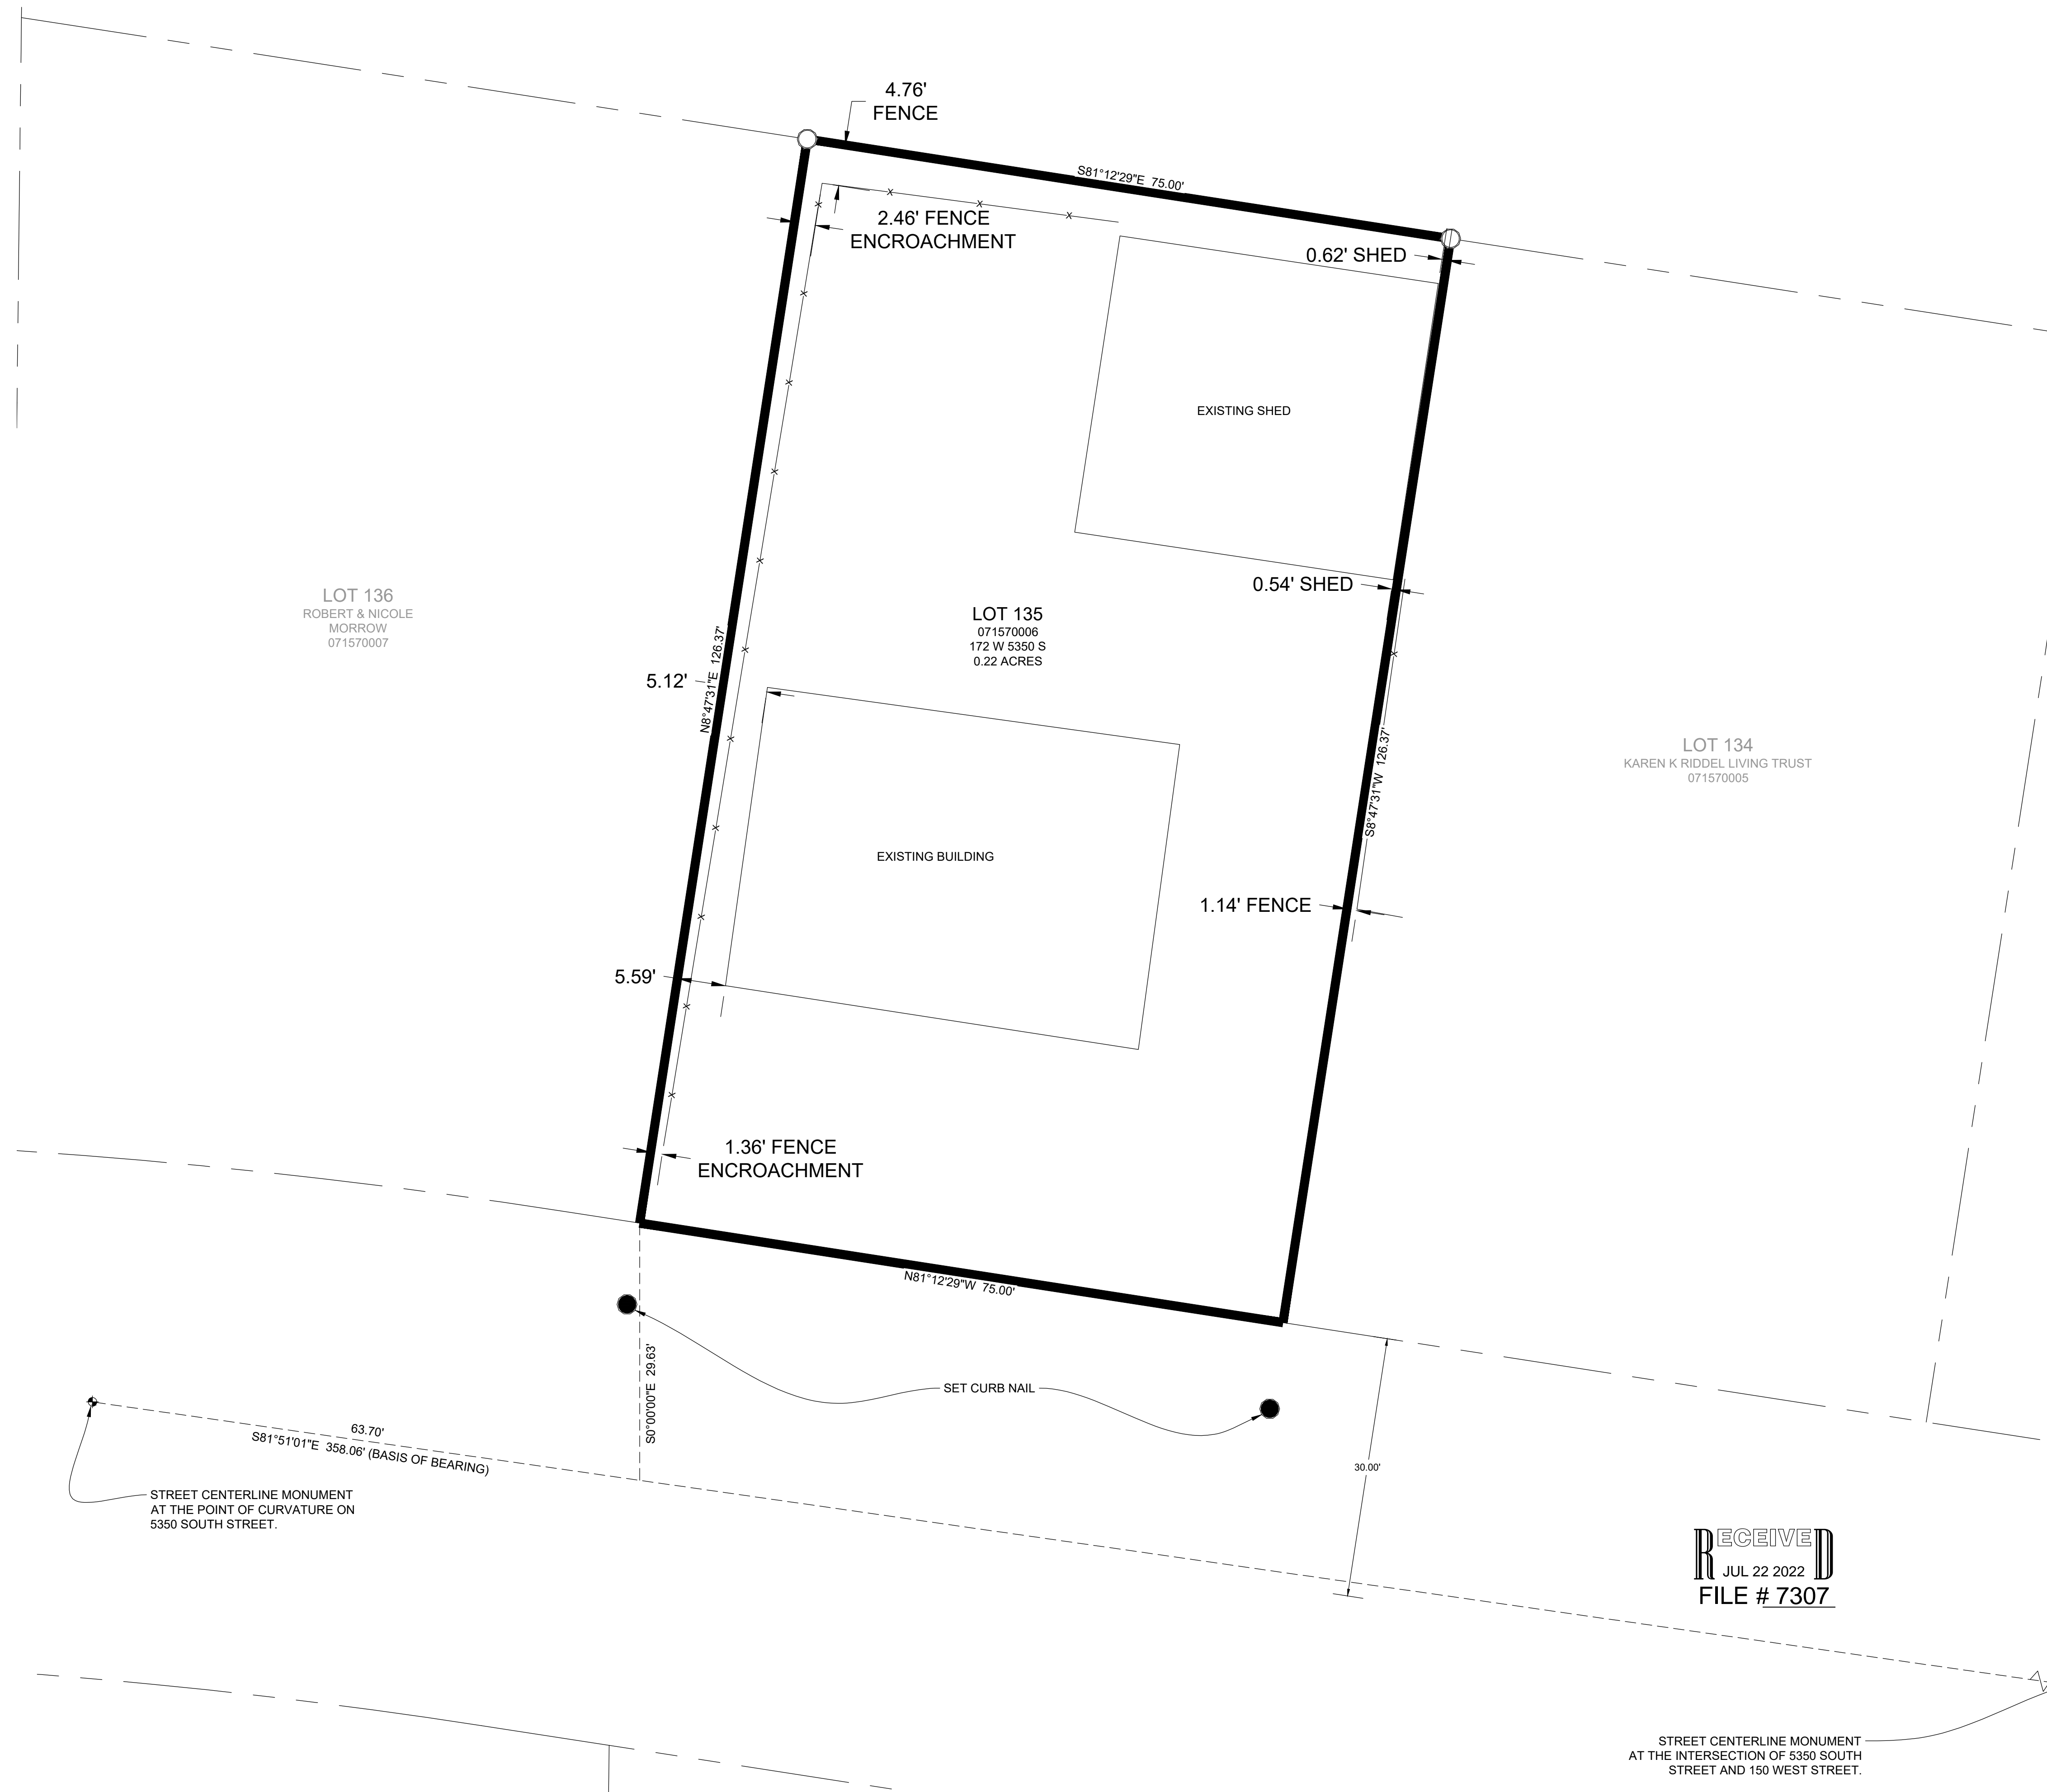 4.76'
FENCE
S81°12'29"E 75.00'
2.46' FENCE
ENCROACHMENT
0.62' SHED
EXISTING SHED
0.54' SHED
LOT 136
ROBERT & NICOLE
MORROW
071570007
LOT 135
071570006
172 W 5350 S
0.22 ACRES
N8°47'31"E 126.37'
5.12'
LOT 134
KAREN K RIDDEL LIVING TRUST
071570005
S8°47'31"W 126.37'
EXISTING BUILDING
1.14' FENCE
5.59'
1.36' FENCE
ENCROACHMENT
N81°12'29"W 75.00'
S0°00'00"E 29.63'
SET CURB NAIL
63.70'
S81°51'01"E 358.06' (BASIS OF BEARING)
30.00'
STREET CENTERLINE MONUMENT
AT THE POINT OF CURVATURE ON
5350 SOUTH STREET.
RECEIVED
JUL 22 2022
FILE # 7307
STREET CENTERLINE MONUMENT
AT THE INTERSECTION OF 5350 SOUTH
STREET AND 150 WEST STREET.